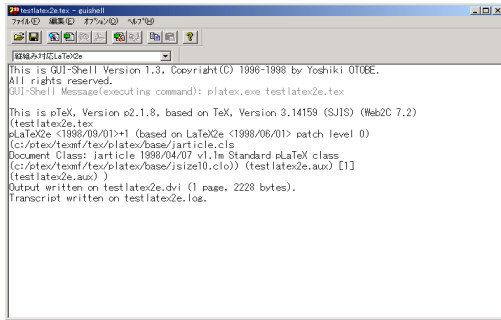 testlatex2e.tex - guishell
ファイル(F) 編集(E) オプション(O) ヘルプ(H)
縦組み対応LaTeX2e
This is GUI-Shell Version 1.3. Copyright(C) 1996-1998 by Yoshiki OTOBE.
All rights reserved.
GUI-Shell Message(executing command): platex.exe testlatex2e.tex
This is pTeX, Version p2.1.8, based on TeX, Version 3.14159 (SJIS) (Web2C 7.2)
(testlatex2e.tex
pLaTeX2e <1998/09/01>+1 (based on LaTeX2e <1998/06/01> patch level 0)
(c:/ptex/texmf/tex/platex/base/jarticle.cls
Document Class: jarticle 1998/04/07 v1.1m Standard pLaTeX class
(c:/ptex/texmf/tex/platex/base/jsize10.clo)) (testlatex2e.aux) [1]
(testlatex2e.aux) )
Output written on testlatex2e.dvi (1 page, 2228 bytes).
Transcript written on testlatex2e.log.